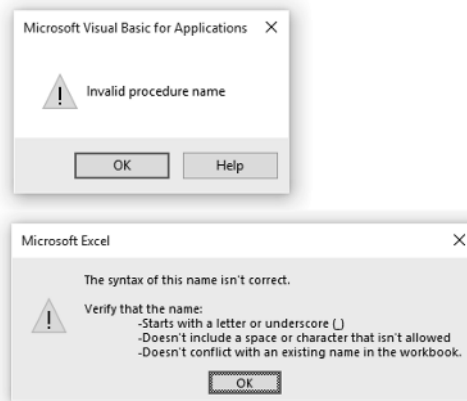 Microsoft Visual Basic for Applications
Invalid procedure name
OK Help
Microsoft Excel
The syntax of this name isn't correct.
Verify that the name:
-Starts with a letter or underscore (_)
-Doesn't include a space or character that isn't allowed
-Doesn't conflict with an existing name in the workbook.
OK